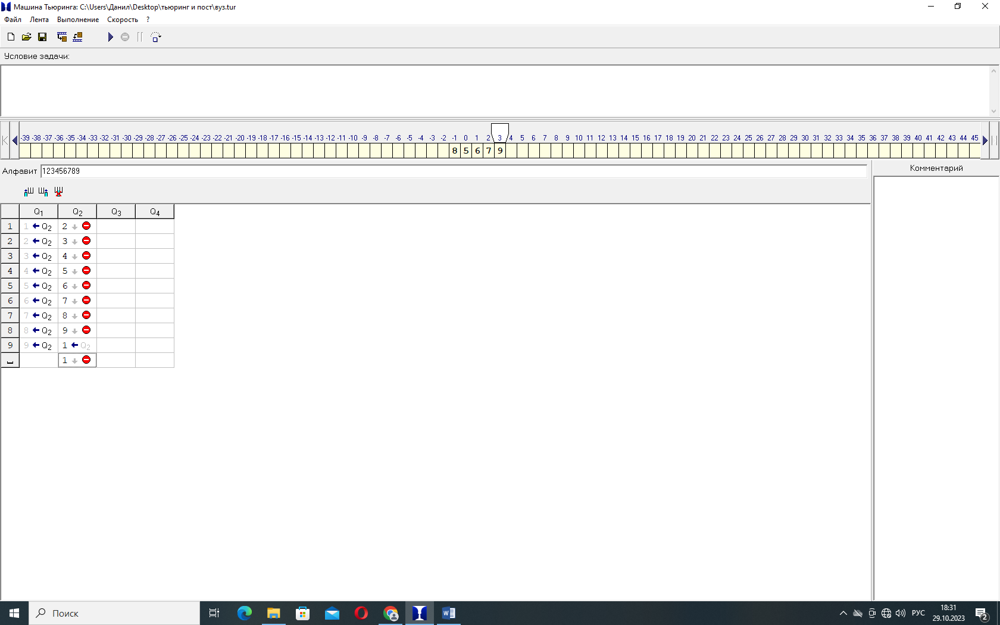 Машина Тьюринга: C:\Users\Данил\Desktop\тьюринг и пост\вуз.tur
Файл Лента Выполнение Скорость ?
Условие задачи:
-39 -38 -37 -36 -35 -34 -33 -32 -31 -30 -29 -28 -27 -26 -25 -24 -23 -22 -21 -20 -19 -18 -17 -16 -15 -14 -13 -12 -11 -10 -9 -8 -7 -6 -5 -4 -3 -2 -1 0 1 2 3 4 5 6 7 8 9 10 11 12 13 14 15 16 17 18 19 20 21 22 23 24 25 26 27 28 29 30 31 32 33 34 35 36 37 38 39 40 41 42 43 44 45
8 5 6 7 9
Алфавит 123456789
Комментарий
Q1 Q2 Q3 Q4
1 1 ← Q2 2 ↓
2 2 ← Q2 3 ↓
3 3 ← Q2 4 ↓
4 4 ← Q2 5 ↓
5 5 ← Q2 6 ↓
6 6 ← Q2 7 ↓
7 7 ← Q2 8 ↓
8 8 ← Q2 9 ↓
9 9 ← Q2 1 ← Q2
␣ 1 ↓
Поиск
РУС
18:31
29.10.2023
2